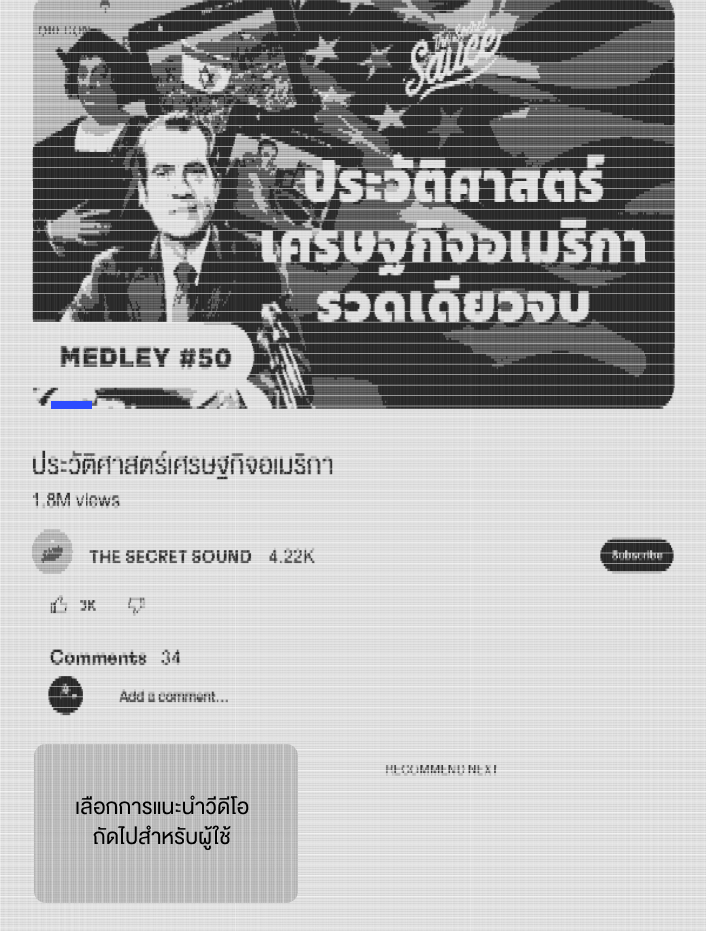 The Secret
Sauce
ประวัติศาสตร์
เศรษฐกิจอเมริกา
รวดเดียวจบ
MEDLEY #50
ประวัติศาสตร์เศรษฐกิจอเมริกา
1.8M views
THE SECRET SOUND 4.22K
Subscribe
3K
Comments 34
Add a comment...
RECOMMEND NEXT
เลือกการแนะนำวีดีโอ
ถัดไปสำหรับผู้ใช้